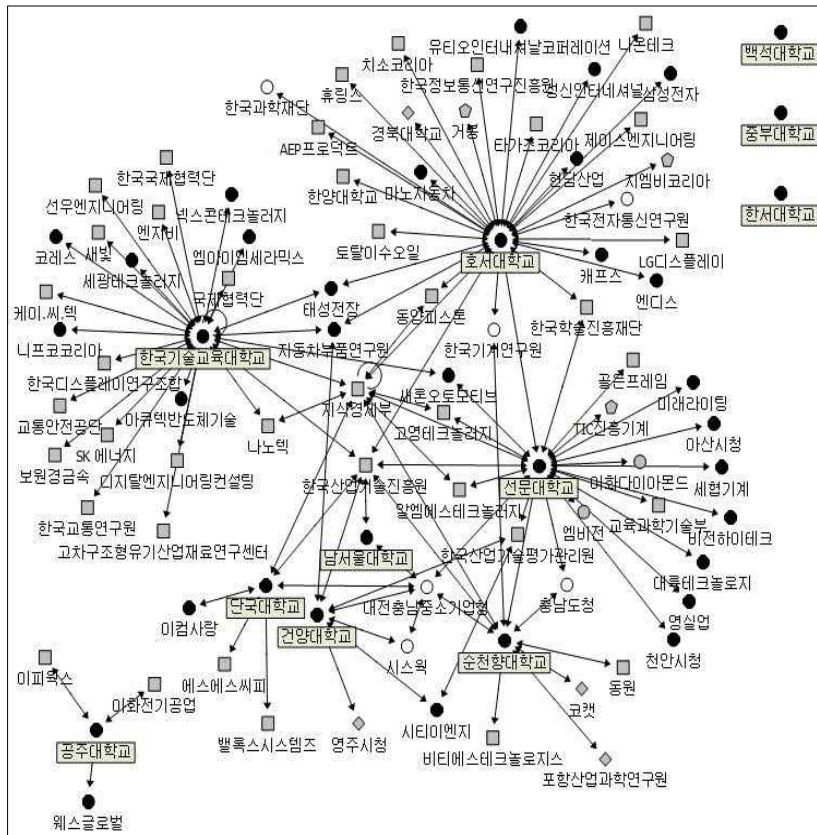 유티오인터내셔날코퍼레이션
나온테크
백석대학교
치소코리아
한국정보통신연구진흥원
정신인터네셔널
삼성전자
휴링스
한국과학재단
경북대학교
거봉
타가즈코리아
제이스엔지니어링
중부대학교
AEP프로덕트
한국국제협력단
한양대학교
마노자동차
현담산업
지엠비코리아
선우엔지니어링
넥스콘테크놀러지
한국전자통신연구원
한서대학교
엔지비
코레스
새빛
엠아이엠세라믹스
토탈이수오일
호서대학교
LG디스플레이
세광테크놀러지
국제협력단
캐프스
엔디스
케이.씨.텍
태성전장
동양피스톤
한국학술진흥재단
니프코코리아
한국기술교육대학교
자동차부품연구원
한국기계연구원
한국디스플레이연구조합
새론오토모티브
골든프레임
미래라이팅
지식경제부
교통안전공단
아큐텍반도체기술
나노텍
고영테크놀러지
TIC진흥기계
아산시청
보원경금속
SK에너지
디지탈엔지니어링컨설팅
한국산업기술진흥원
선문대학교
이화다이아몬드
세협기계
한국교통연구원
알엠에스테크놀러지
엠비전
교육과학기술부
비전하이테크
고차구조형유기산업재료연구센터
남서울대학교
한국산업기술평가관리원
대륙테크놀로지
단국대학교
대전충남중소기업청
충남도청
영실업
이컴사랑
건양대학교
시스윅
순천향대학교
천안시청
이피웍스
에스에스씨피
동원
이화전기공업
코캣
밸록스시스템즈
영주시청
시티이엔지
비티에스테크놀로지스
포항산업과학연구원
공주대학교
웨스글로벌